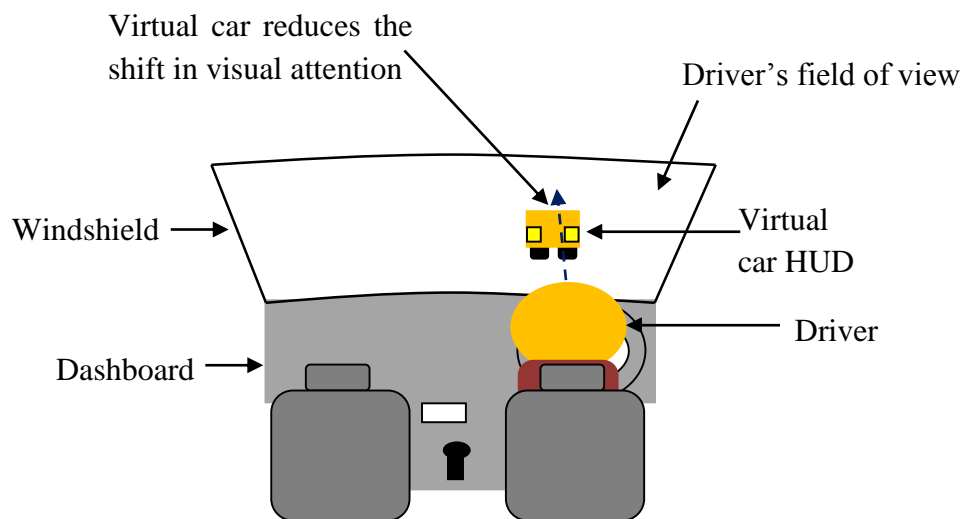 Virtual car reduces the
shift in visual attention
Driver’s field of view
Windshield
Virtual
car HUD
Driver
Dashboard